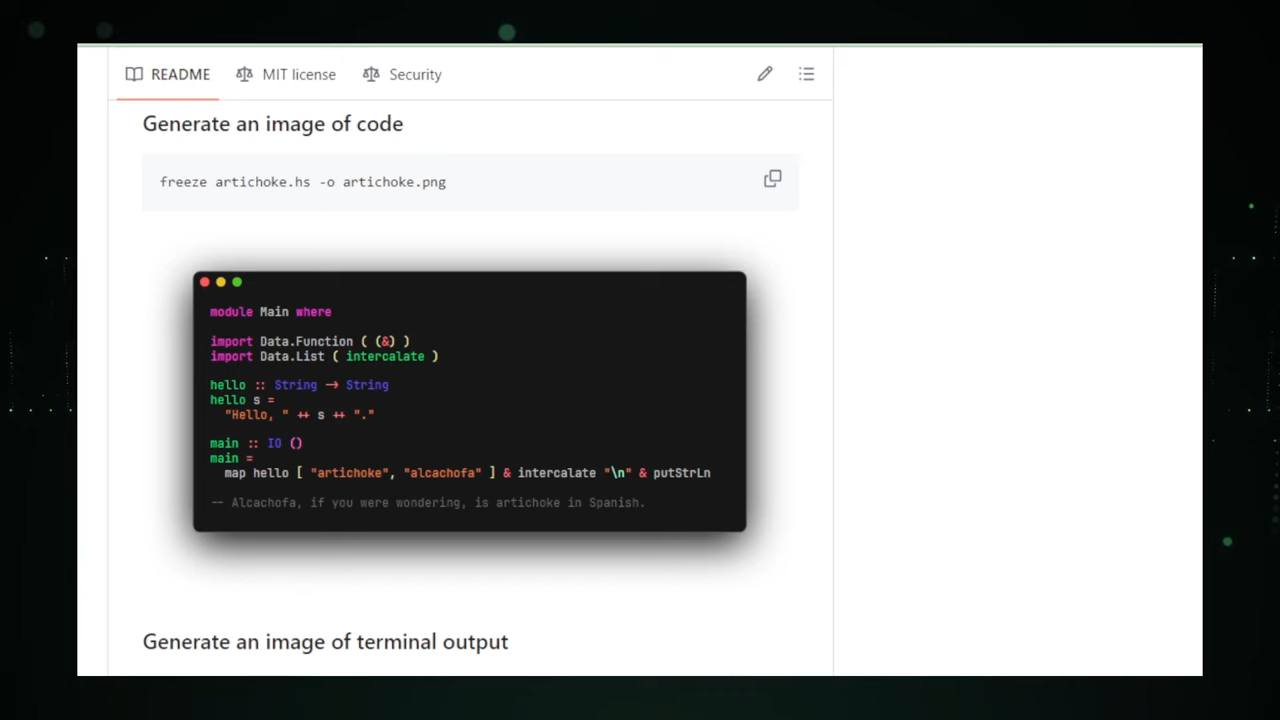 README MIT license Security
Generate an image of code
freeze artichoke.hs -o artichoke.png
module Main where
import Data.Function ( (&) )
import Data.List ( intercalate )
hello :: String → String
hello s =
"Hello, " ++ s ++ "."
main :: IO ()
main =
map hello [ "artichoke", "alcachofa" ] & intercalate "\n" & putStrLn
-- Alcachofa, if you were wondering, is artichoke in Spanish.
Generate an image of terminal output